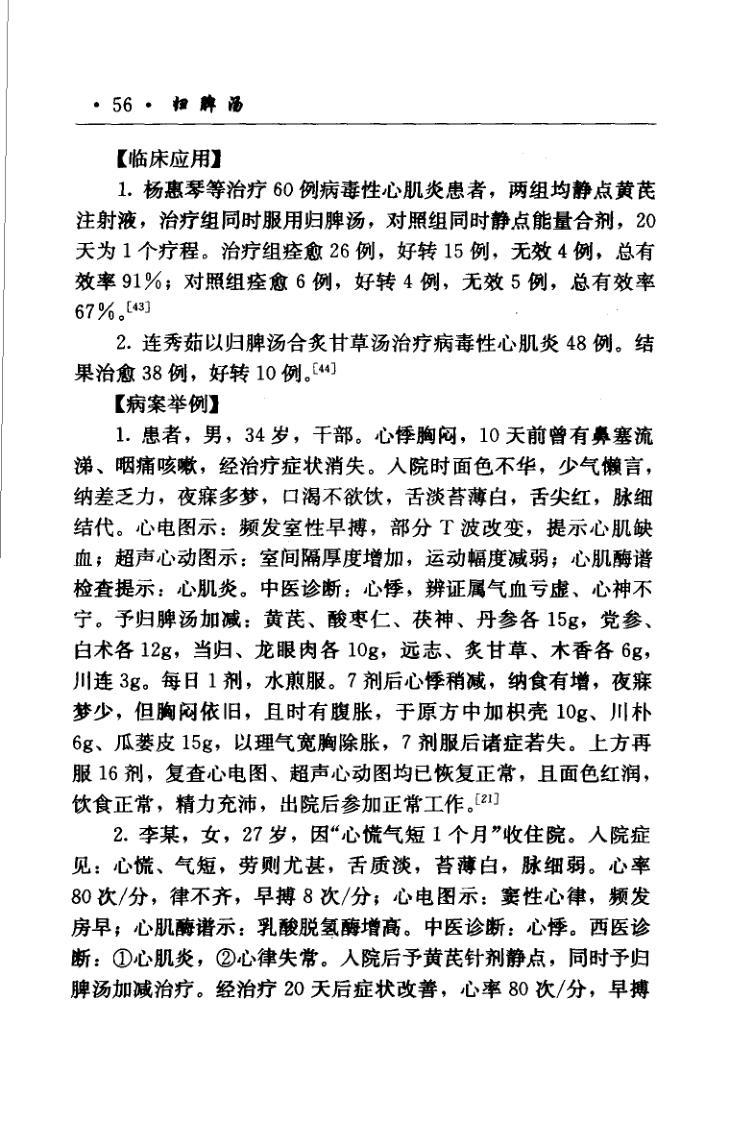 · 56 · 归脾汤
【临床应用】
1. 杨惠琴等治疗 60 例病毒性心肌炎患者，两组均静点黄芪
注射液，治疗组同时服用归脾汤，对照组同时静点能量合剂，20
天为 1 个疗程。治疗组痊愈 26 例，好转 15 例，无效 4 例，总有
效率 91%；对照组痊愈 6 例，好转 4 例，无效 5 例，总有效率
67%。[43]
2. 连秀茹以归脾汤合炙甘草汤治疗病毒性心肌炎 48 例。结
果治愈 38 例，好转 10 例。[44]
【病案举例】
1. 患者，男，34 岁，干部。心悸胸闷，10 天前曾有鼻塞流
涕、咽痛咳嗽，经治疗症状消失。入院时面色不华，少气懒言，
纳差乏力，夜寐多梦，口渴不欲饮，舌淡苔薄白，舌尖红，脉细
结代。心电图示：频发室性早搏，部分 T 波改变，提示心肌缺
血；超声心动图示：室间隔厚度增加，运动幅度减弱；心肌酶谱
检查提示：心肌炎。中医诊断：心悸，辨证属气血亏虚、心神不
宁。予归脾汤加减：黄芪、酸枣仁、茯神、丹参各 15g，党参、
白术各 12g，当归、龙眼肉各 10g，远志、炙甘草、木香各 6g，
川连 3g。每日 1 剂，水煎服。7 剂后心悸稍减，纳食有增，夜寐
梦少，但胸闷依旧，且时有腹胀，于原方中加枳壳 10g、川朴
6g、瓜蒌皮 15g，以理气宽胸除胀，7 剂服后诸症若失。上方再
服 16 剂，复查心电图、超声心动图均已恢复正常，且面色红润，
饮食正常，精力充沛，出院后参加正常工作。[21]
2. 李某，女，27 岁，因“心慌气短 1 个月”收住院。入院症
见：心慌、气短，劳则尤甚，舌质淡，苔薄白，脉细弱。心率
80 次/分，律不齐，早搏 8 次/分；心电图示：窦性心律，频发
房早；心肌酶谱示：乳酸脱氢酶增高。中医诊断：心悸。西医诊
断：①心肌炎，②心律失常。入院后予黄芪针剂静点，同时予归
脾汤加减治疗。经治疗 20 天后症状改善，心率 80 次/分，早搏